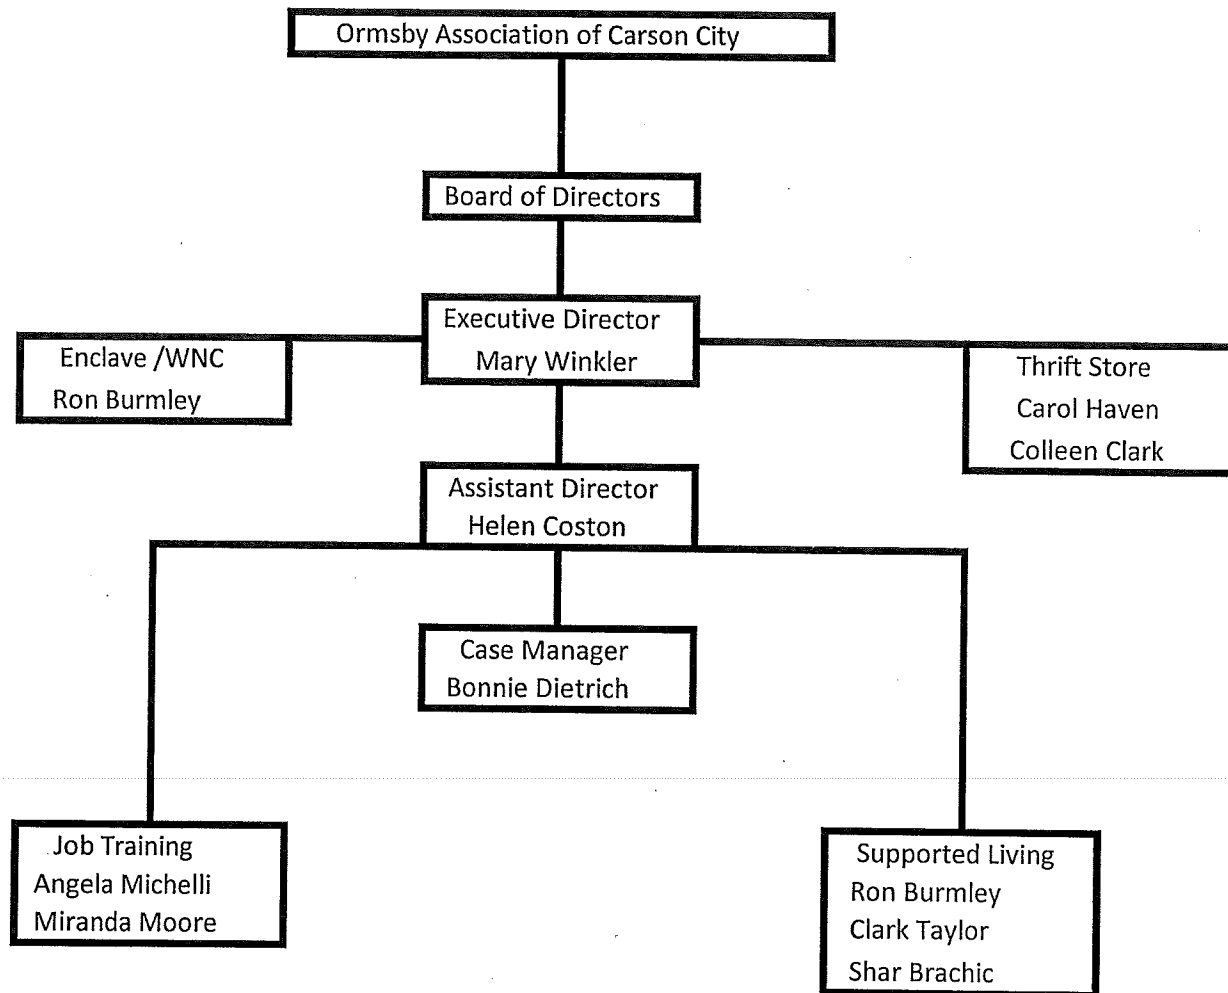 Ormsby Association of Carson City
Board of Directors
Executive Director
Mary Winkler
Enclave /WNC
Ron Burmley
Thrift Store
Carol Haven
Colleen Clark
Assistant Director
Helen Coston
Case Manager
Bonnie Dietrich
Job Training
Angela Michelli
Miranda Moore
Supported Living
Ron Burmley
Clark Taylor
Shar Brachic